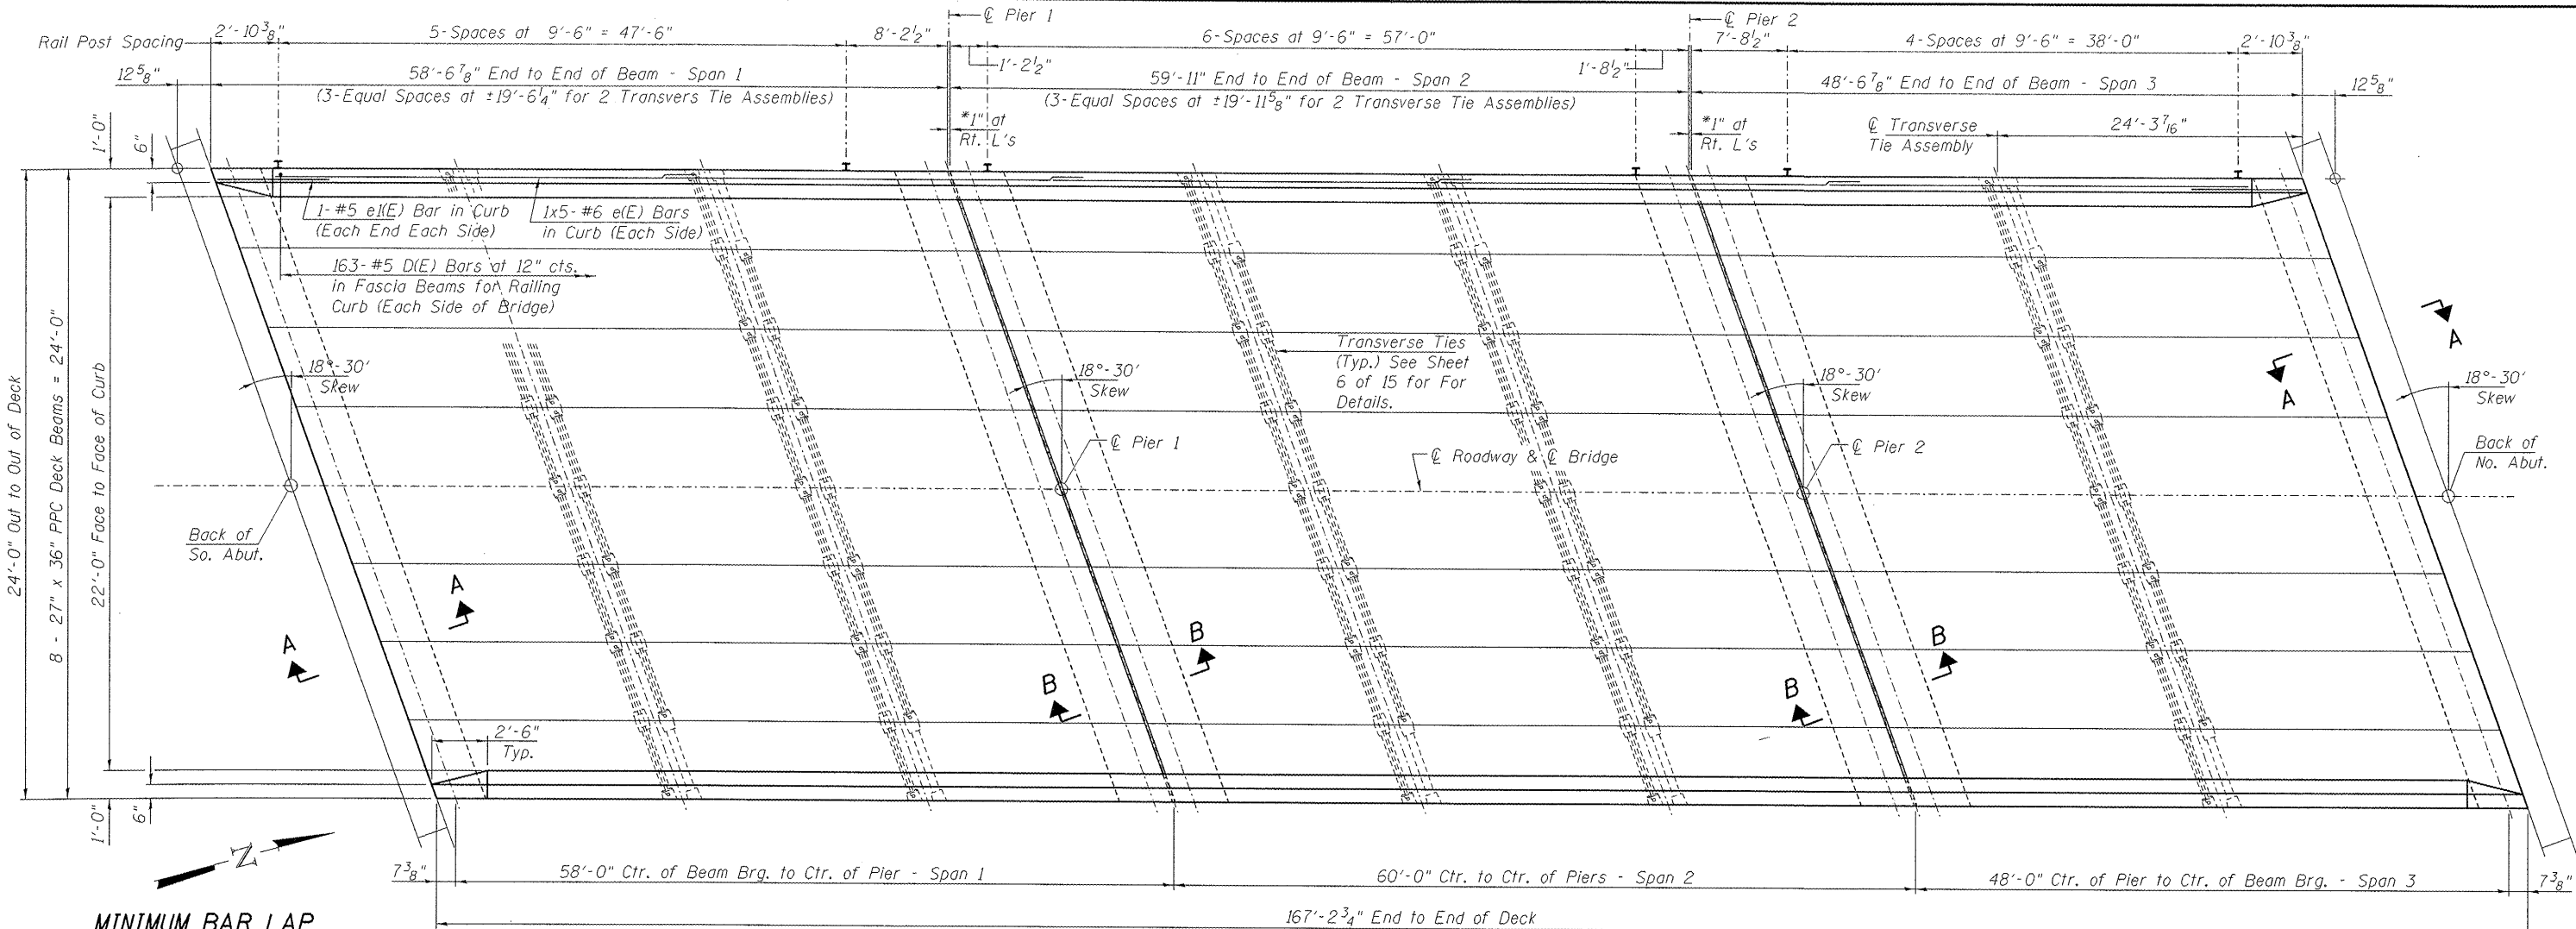 ℄ Pier 1
℄ Pier 2
Rail Post Spacing
2'-10 3/8"
5-Spaces at 9'-6" = 47'-6"
8'-2 1/2"
6-Spaces at 9'-6" = 57'-0"
7'-8 1/2"
4-Spaces at 9'-6" = 38'-0"
2'-10 3/8"
1'-2 1/2"
1'-8 1/2"
12 5/8"
58'-6 7/8" End to End of Beam - Span 1
(3-Equal Spaces at ±19'-6 1/4" for 2 Transvers Tie Assemblies)
59'-11" End to End of Beam - Span 2
(3-Equal Spaces at ±19'-11 5/8" for 2 Transverse Tie Assemblies)
48'-6 7/8" End to End of Beam - Span 3
12 5/8"
*1" at
Rt. L's
*1" at
Rt. L's
℄ Transverse
Tie Assembly
24'-3 7/16"
1'-0"
6"
1-#5 e1(E) Bar in Curb
(Each End Each Side)
1x5-#6 e(E) Bars
in Curb (Each Side)
163-#5 D(E) Bars at 12" cts.
in Fascia Beams for Railing
Curb (Each Side of Bridge)
24'-0" Out to Out of Deck
8 - 27" x 36" PPC Deck Beams = 24'-0"
22'-0" Face to Face of Curb
18°-30'
Skew
18°-30'
Skew
Transverse Ties
(Typ.) See Sheet
6 of 15 for For
Details.
18°-30'
Skew
18°-30'
Skew
A
A
℄ Pier 1
℄ Roadway & ℄ Bridge
℄ Pier 2
Back of
No. Abut.
Back of
So. Abut.
A
A
B
B
B
B
2'-6"
Typ.
1'-0"
6"
N
7 3/8"
58'-0" Ctr. of Beam Brg. to Ctr. of Pier - Span 1
60'-0" Ctr. to Ctr. of Piers - Span 2
48'-0" Ctr. of Pier to Ctr. of Beam Brg. - Span 3
7 3/8"
167'-2 3/4" End to End of Deck
MINIMUM BAR LAP